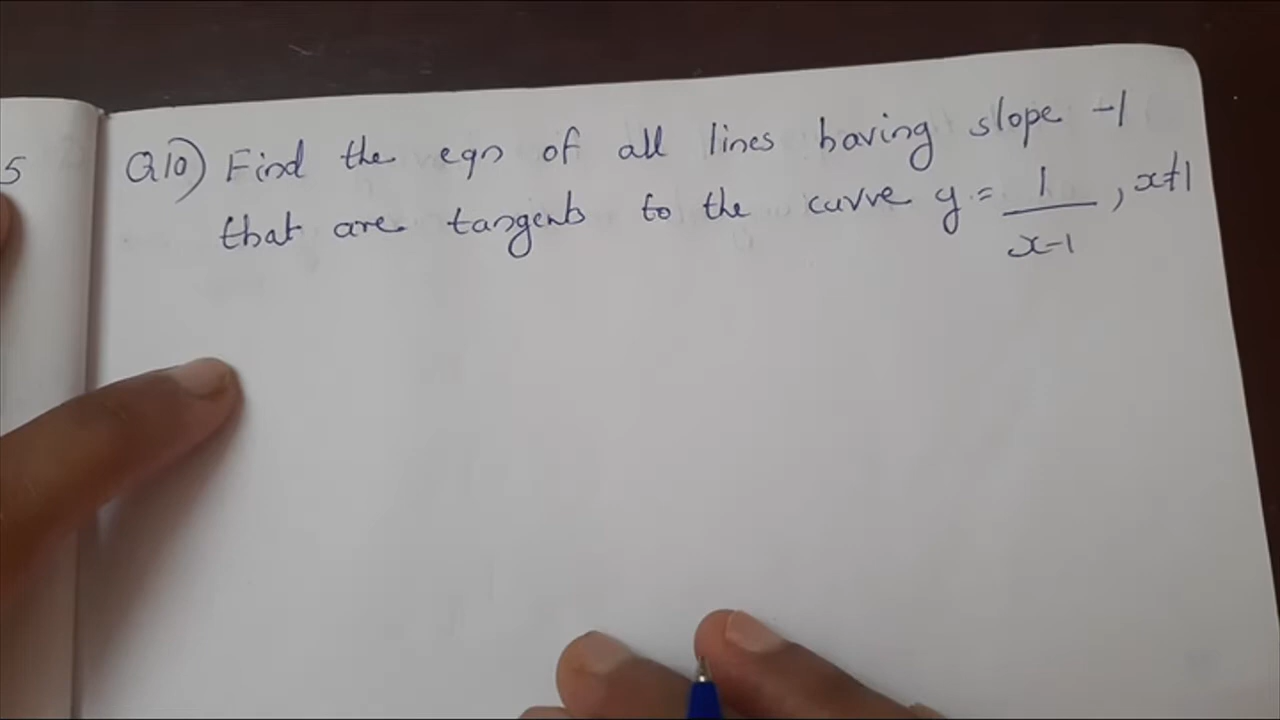 5
Q10) Find the eqn of all lines having slope -1
that are tangents to the curve y = 1/(x-1), x≠1